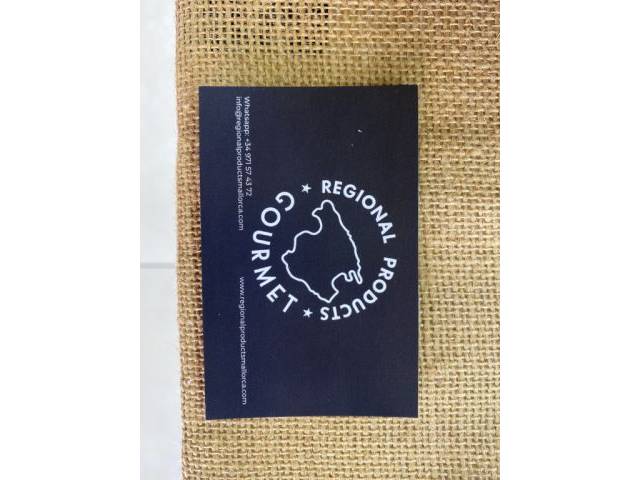 ★ REGIONAL PRODUCTS ★
GOURMET
Whatsapp: +34 971 57 43 72
info@regionalproductsmallorca.com
www.regionalproductsmallorca.com